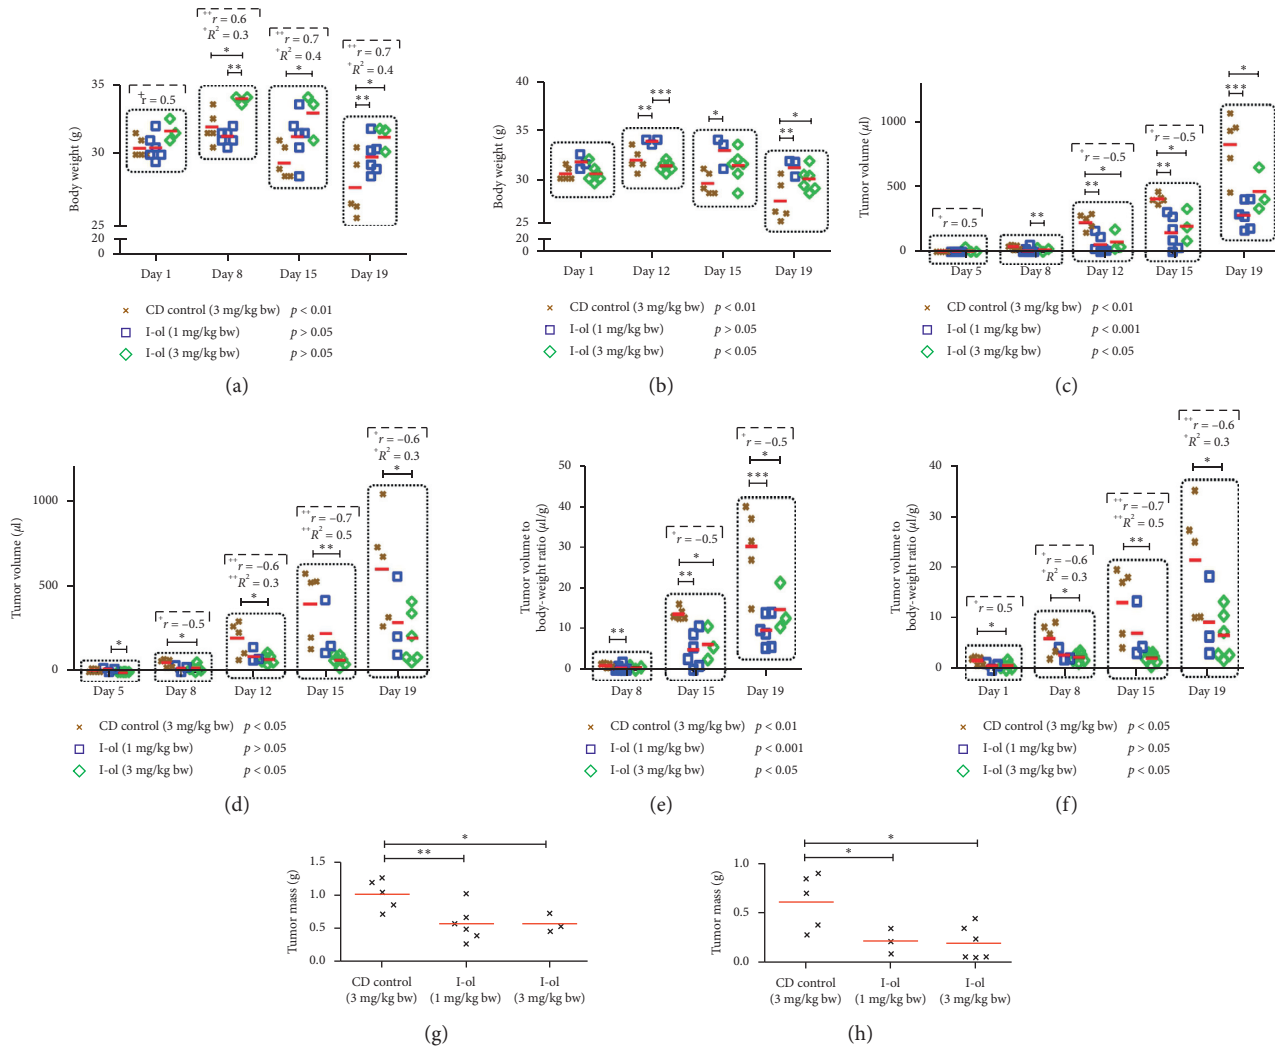 ++r = 0.6
+R2 = 0.3
*
**
++r = 0.7
+R2 = 0.4
*
++r = 0.7
+R2 = 0.4
*
**
+r = 0.5
Body weight (g)
35
30
25
20
0
Day 1
Day 8
Day 15
Day 19
CD control (3 mg/kg bw) p < 0.01
I-ol (1 mg/kg bw) p > 0.05
I-ol (3 mg/kg bw) p > 0.05
(a)
Body weight (g)
40
35
30
25
20
0
***
**
*
*
**
Day 1
Day 12
Day 15
Day 19
CD control (3 mg/kg bw) p < 0.01
I-ol (1 mg/kg bw) p > 0.05
I-ol (3 mg/kg bw) p < 0.05
(b)
Tumor volume (μl)
1000
500
0
+r = 0.5
**
+r = −0.5
*
**
+r = −0.5
*
**
*
***
Day 5
Day 8
Day 12
Day 15
Day 19
CD control (3 mg/kg bw) p < 0.01
I-ol (1 mg/kg bw) p < 0.001
I-ol (3 mg/kg bw) p < 0.05
(c)
Tumor volume (μl)
1000
500
0
*
+r = −0.5
*
++r = −0.6
++R2 = 0.3
*
++r = −0.7
++R2 = 0.5
**
++r = −0.6
+R2 = 0.3
*
Day 5
Day 8
Day 12
Day 15
Day 19
CD control (3 mg/kg bw) p < 0.05
I-ol (1 mg/kg bw) p > 0.05
I-ol (3 mg/kg bw) p < 0.05
(d)
Tumor volume to
body-weight ratio (μl/g)
50
40
30
20
10
0
**
+r = −0.5
*
**
+r = −0.5
*
***
Day 8
Day 15
Day 19
CD control (3 mg/kg bw) p < 0.01
I-ol (1 mg/kg bw) p < 0.001
I-ol (3 mg/kg bw) p < 0.05
(e)
Tumor volume to
body-weight ratio (μl/g)
40
30
20
10
0
+r = 0.5
*
+r = −0.6
+R2 = 0.3
*
++r = −0.7
++R2 = 0.5
**
++r = −0.6
+R2 = 0.3
*
Day 1
Day 8
Day 15
Day 19
CD control (3 mg/kg bw) p < 0.05
I-ol (1 mg/kg bw) p > 0.05
I-ol (3 mg/kg bw) p < 0.05
(f)
*
**
Tumor mass (g)
1.5
1.0
0.5
0.0
CD control
(3 mg/kg bw)
I-ol
(1 mg/kg bw)
I-ol
(3 mg/kg bw)
(g)
*
*
Tumor mass (g)
1.0
0.5
0.0
CD control
(3 mg/kg bw)
I-ol
(1 mg/kg bw)
I-ol
(3 mg/kg bw)
(h)